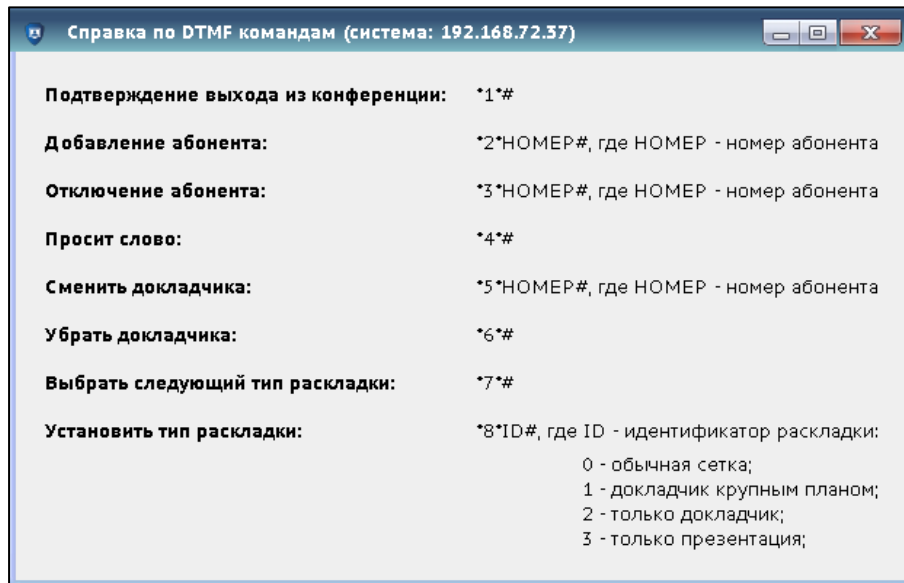 Справка по DTMF командам (система: 192.168.72.37)
Подтверждение выхода из конференции: *1*#
Добавление абонента: *2*НОМЕР#, где НОМЕР - номер абонента
Отключение абонента: *3*НОМЕР#, где НОМЕР - номер абонента
Просит слово: *4*#
Сменить докладчика: *5*НОМЕР#, где НОМЕР - номер абонента
Убрать докладчика: *6*#
Выбрать следующий тип раскладки: *7*#
Установить тип раскладки: *8*ID#, где ID - идентификатор раскладки:
0 - обычная сетка;
1 - докладчик крупным планом;
2 - только докладчик;
3 - только презентация;